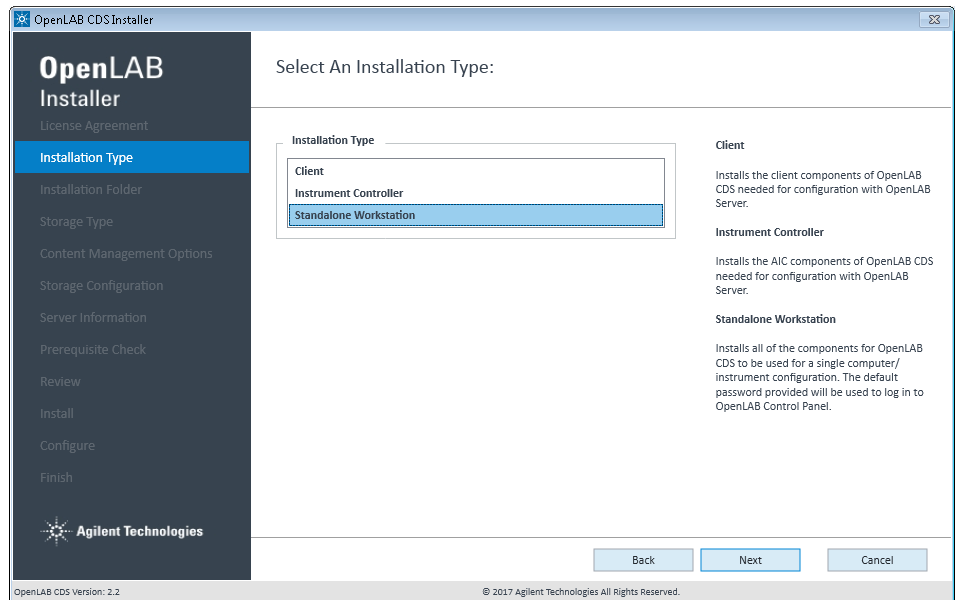 OpenLAB CDS Installer
OpenLAB
Installer
License Agreement
Installation Type
Installation Folder
Storage Type
Content Management Options
Storage Configuration
Server Information
Prerequisite Check
Review
Install
Configure
Finish
Agilent Technologies
Select An Installation Type:
Installation Type
Client
Instrument Controller
Standalone Workstation
Client
Installs the client components of OpenLAB
CDS needed for configuration with OpenLAB
Server.
Instrument Controller
Installs the AIC components of OpenLAB CDS
needed for configuration with OpenLAB
Server.
Standalone Workstation
Installs all of the components for OpenLAB
CDS to be used for a single computer/
instrument configuration. The default
password provided will be used to log in to
OpenLAB Control Panel.
Back
Next
Cancel
OpenLAB CDS Version: 2.2
© 2017 Agilent Technologies All Rights Reserved.